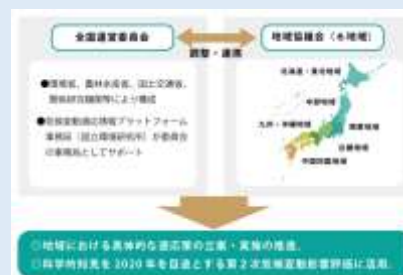 全国運営委員会
地域協議会（6地域）
調整・連携
●環境省、農林水産省、国土交通省、
関係研究機関等により構成
●気候変動適応情報プラットフォーム
事務局（国立環境研究所）が委員会
の事務局としてサポート
北海道・東北地域
中部地域
九州・沖縄地域
関東地域
近畿地域
中国四国地域
○地域における具体的な適応策の立案・実施の推進。
○科学的知見を2020年を目途とする第2次気候変動影響評価に活用。